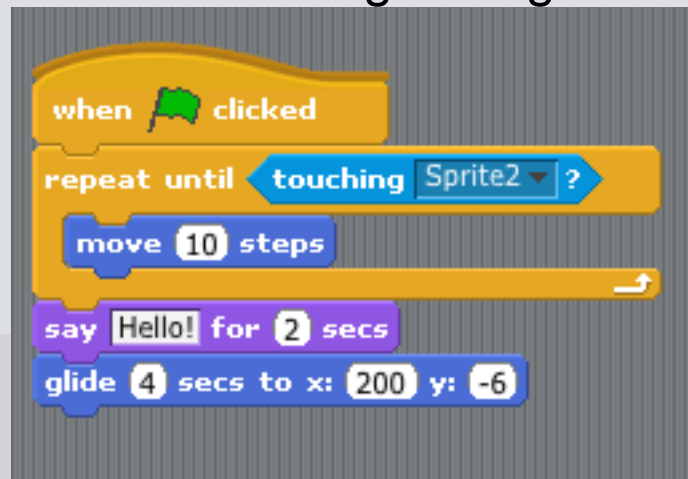 when clicked
repeat until touching Sprite2 ?
move 10 steps
say Hello! for 2 secs
glide 4 secs to x: 200 y: -6